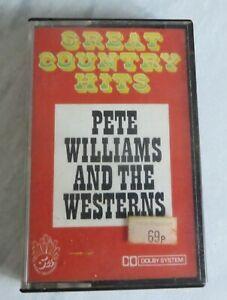 GREAT
COUNTRY
HITS
PETE
WILLIAMS
AND THE
WESTERNS
69p
DOLBY SYSTEM